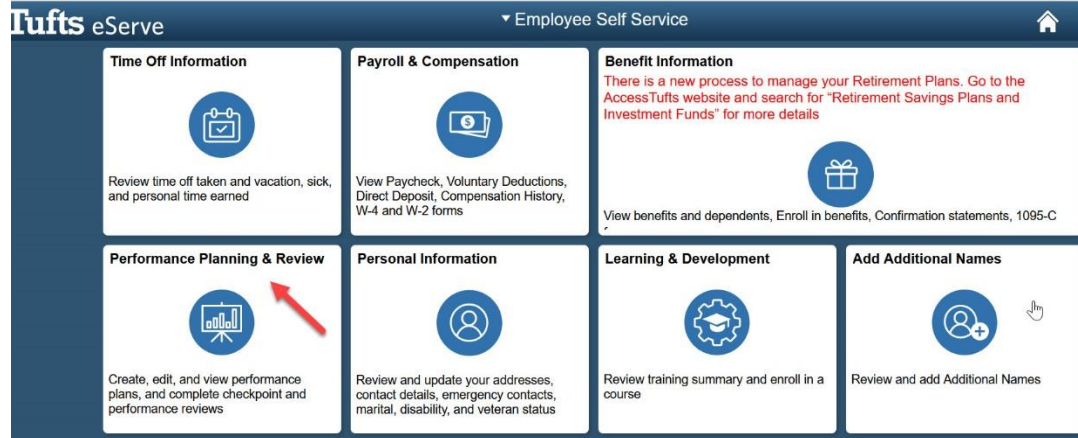 Tufts eServe
Employee Self Service
Time Off Information
Review time off taken and vacation, sick,
and personal time earned
Payroll & Compensation
View Paycheck, Voluntary Deductions,
Direct Deposit, Compensation History,
W-4 and W-2 forms
Benefit Information
There is a new process to manage your Retirement Plans. Go to the
AccessTufts website and search for “Retirement Savings Plans and
Investment Funds” for more details
View benefits and dependents, Enroll in benefits, Confirmation statements, 1095-C
Performance Planning & Review
Create, edit, and view performance
plans, and complete checkpoint and
performance reviews
Personal Information
Review and update your addresses,
contact details, emergency contacts,
marital, disability, and veteran status
Learning & Development
Review training summary and enroll in a
course
Add Additional Names
Review and add Additional Names